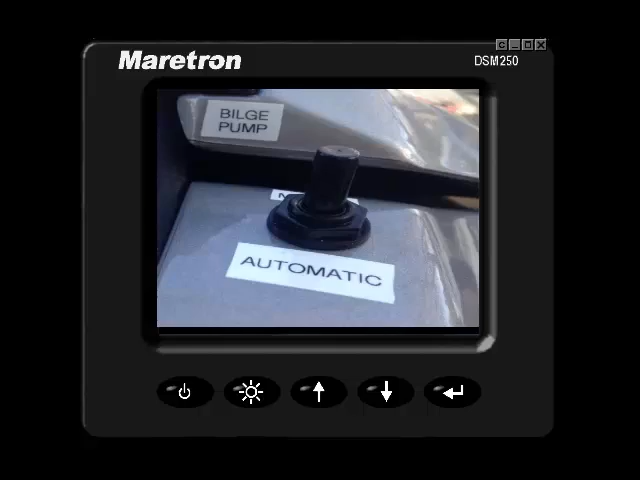 Maretron
DSM250
BILGE
PUMP
AUTOMATIC